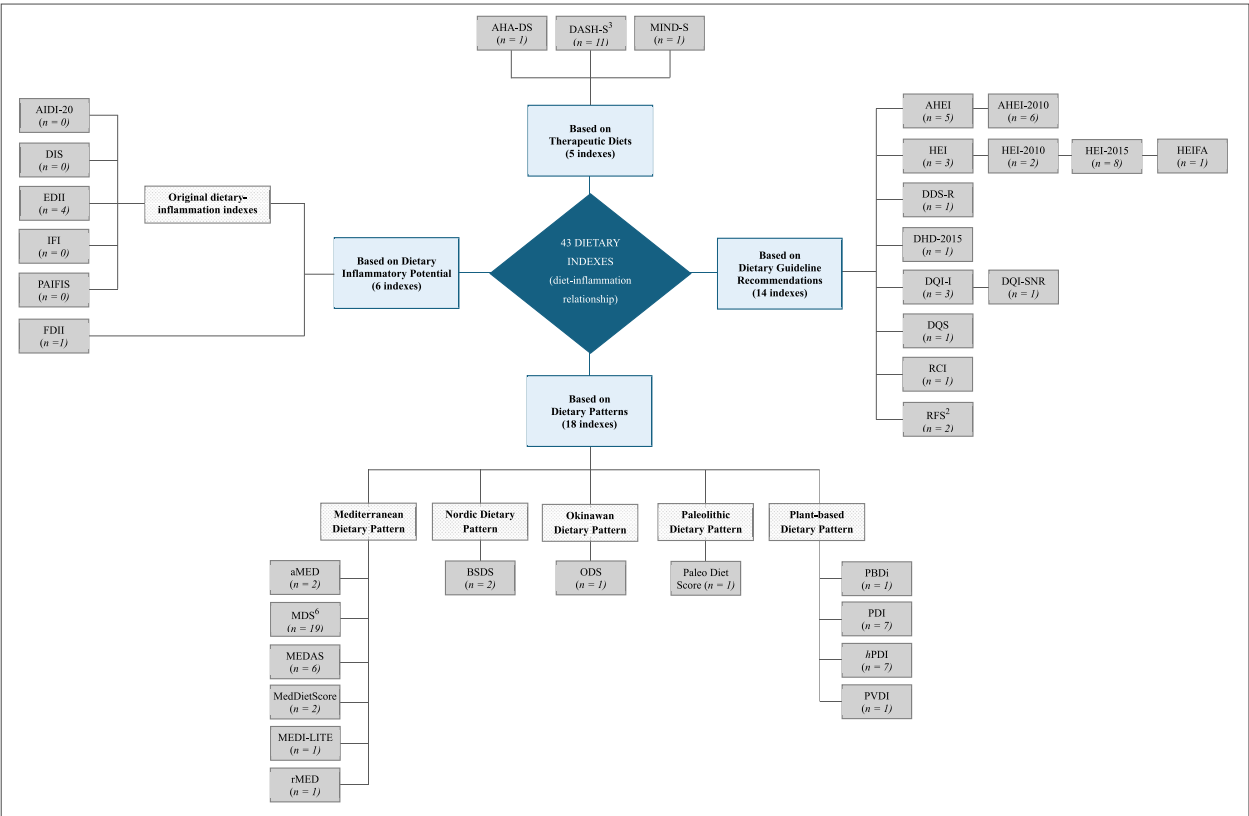 AHA-DS
(n = 1)
DASH-S3
(n = 11)
MIND-S
(n = 1)
Based on
Therapeutic Diets
(5 indexes)
AIDI-20
(n = 0)
DIS
(n = 0)
EDII
(n = 4)
IFI
(n = 0)
PAIFIS
(n = 0)
FDII
(n =1)
Original dietary-
inflammation indexes
Based on Dietary
Inflammatory Potential
(6 indexes)
43 DIETARY
INDEXES
(diet-inflammation
relationship)
Based on
Dietary Guideline
Recommendations
(14 indexes)
AHEI
(n = 5)
AHEI-2010
(n = 6)
HEI
(n = 3)
HEI-2010
(n = 2)
HEI-2015
(n = 8)
HEIFA
(n = 1)
DDS-R
(n = 1)
DHD-2015
(n = 1)
DQI-I
(n = 3)
DQI-SNR
(n = 1)
DQS
(n = 1)
RCI
(n = 1)
RFS2
(n = 2)
Based on
Dietary Patterns
(18 indexes)
Mediterranean
Dietary Pattern
Nordic Dietary
Pattern
Okinawan
Dietary Pattern
Paleolithic
Dietary Pattern
Plant-based
Dietary Pattern
aMED
(n = 2)
MDS6
(n = 19)
MEDAS
(n = 6)
MedDietScore
(n = 2)
MEDI-LITE
(n = 1)
rMED
(n = 1)
BSDS
(n = 2)
ODS
(n = 1)
Paleo Diet
Score (n = 1)
PBDi
(n = 1)
PDI
(n = 7)
hPDI
(n = 7)
PVDI
(n = 1)